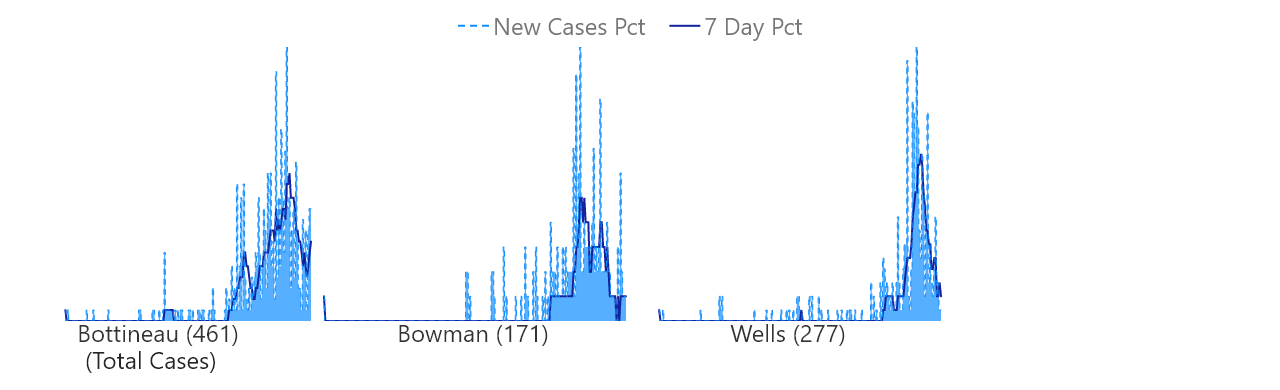 New Cases Pct 7 Day Pct
Bottineau (461) Bowman (171) Wells (277)
(Total Cases)